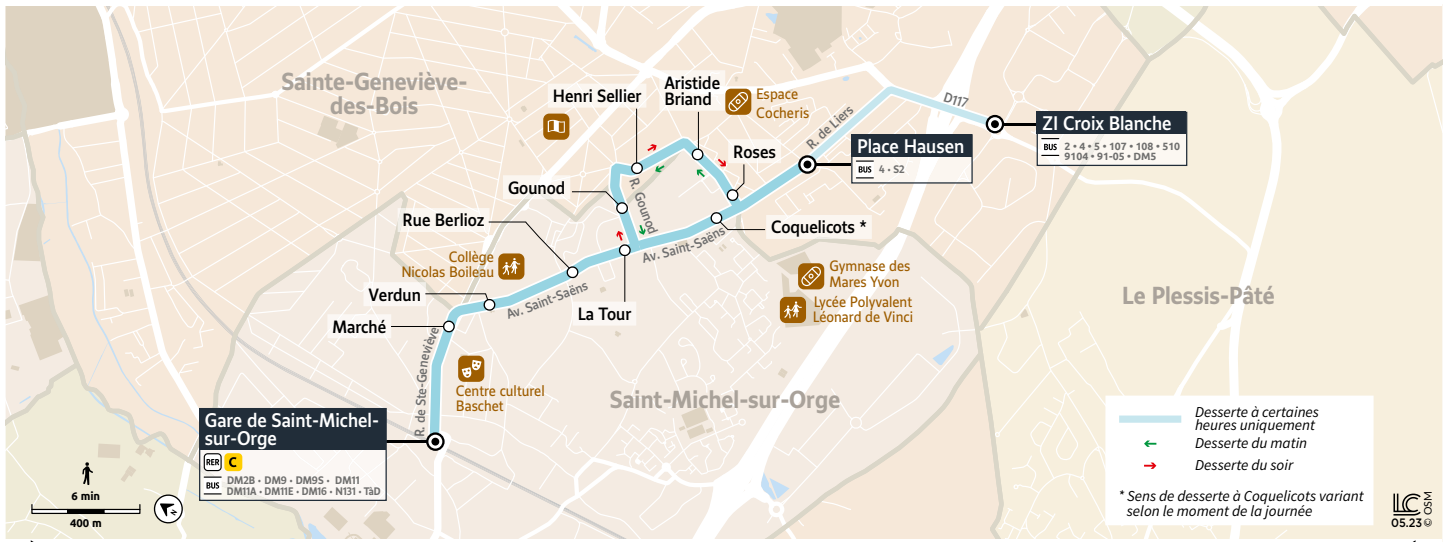 Sainte-Geneviève-
des-Bois
Henri Sellier
Aristide
Briand
Espace
Cocheris
D117
ZI Croix Blanche
BUS 2 • 4 • 5 • 107 • 108 • 510
9104 • 91-05 • DM5
R. de Liers
Place Hausen
BUS 4 • S2
Roses
Gounod
R. Gounod
Rue Berlioz
Coquelicots *
Av. Saint-Saëns
Collège
Nicolas Boileau
Gymnase des
Mares Yvon
Lycée Polyvalent
Léonard de Vinci
Le Plessis-Pâté
Verdun
Av. Saint-Saëns
La Tour
Marché
R. de Ste-Geneviève
Centre culturel
Baschet
Saint-Michel-sur-Orge
Gare de Saint-Michel-
sur-Orge
RER C
BUS DM2B • DM9 • DM9S • DM11
DM11A • DM11E • DM16 • N131 • TàD
6 min
400 m
Desserte à certaines
heures uniquement
Desserte du matin
Desserte du soir
* Sens de desserte à Coquelicots variant
selon le moment de la journée
LC
05.23 © OSM